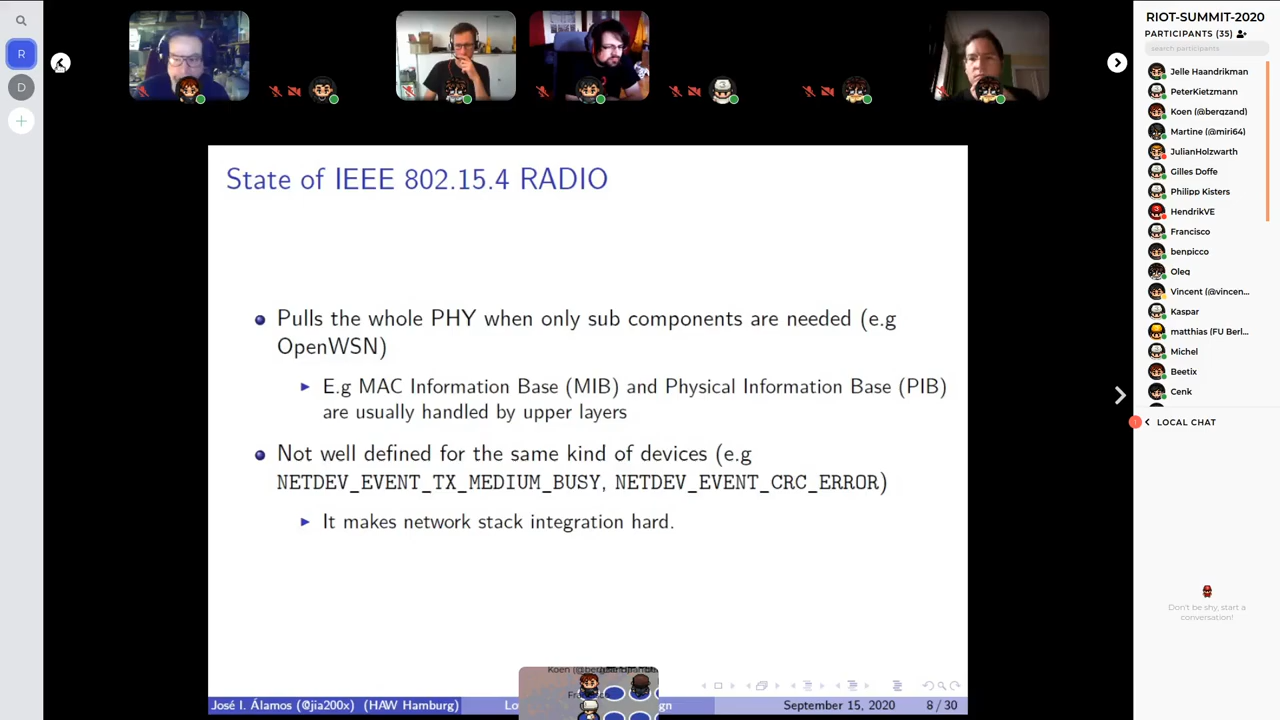 RIOT-SUMMIT-2020
PARTICIPANTS (35)
search participants
R
D
Jelle Haandrikman
PeterKietzmann
Koen (@bergzand)
Martine (@miri64)
JulianHolzwarth
Gilles Doffe
Philipp Kisters
HendrikVE
Francisco
benpicco
Oleg
Vincent (@vincen...
Kaspar
matthias (FU Berl...
Michel
Beetix
Cenk
LOCAL CHAT
Don't be shy, start a
conversation!
State of IEEE 802.15.4 RADIO
Pulls the whole PHY when only sub components are needed (e.g
OpenWSN)
E.g MAC Information Base (MIB) and Physical Information Base (PIB)
are usually handled by upper layers
Not well defined for the same kind of devices (e.g
NETDEV_EVENT_TX_MEDIUM_BUSY, NETDEV_EVENT_CRC_ERROR)
It makes network stack integration hard.
José I. Álamos (@jia200x) (HAW Hamburg)
September 15, 2020
8 / 30